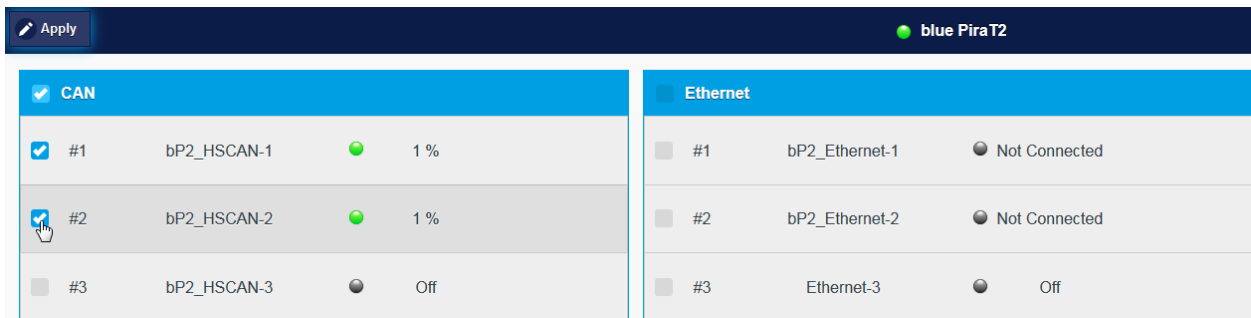 Apply
blue PiraT2
CAN
#1 bP2_HSCAN-1 1 %
#2 bP2_HSCAN-2 1 %
#3 bP2_HSCAN-3 Off
Ethernet
#1 bP2_Ethernet-1 Not Connected
#2 bP2_Ethernet-2 Not Connected
#3 Ethernet-3 Off